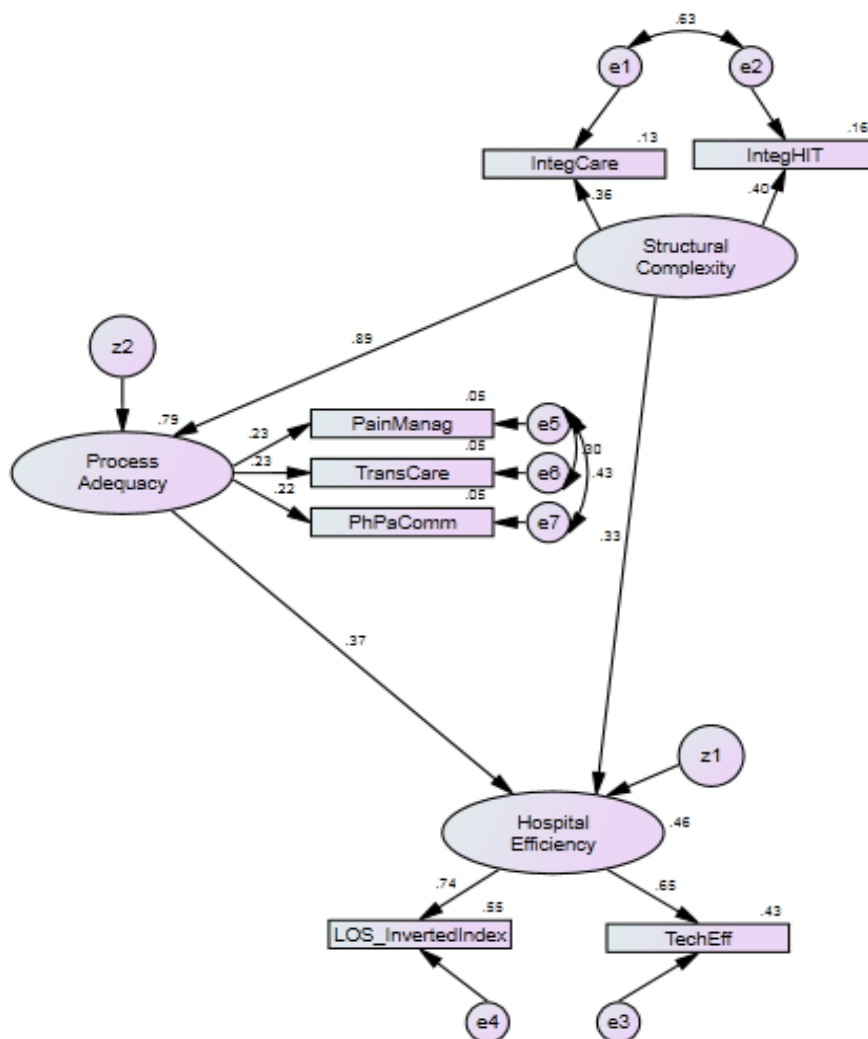 .63
e1
e2
.13
.16
IntegCare
IntegHIT
.36
.40
Structural
Complexity
z2
.89
.79
.05
PainManag
e5
.23
.30
Process
Adequacy
.05
.23
TransCare
e6
.43
.22
.05
PhPaComm
e7
.33
.37
z1
Hospital
Efficiency
.46
.74
.65
.55
.43
LOS_InvertedIndex
TechEff
e4
e3